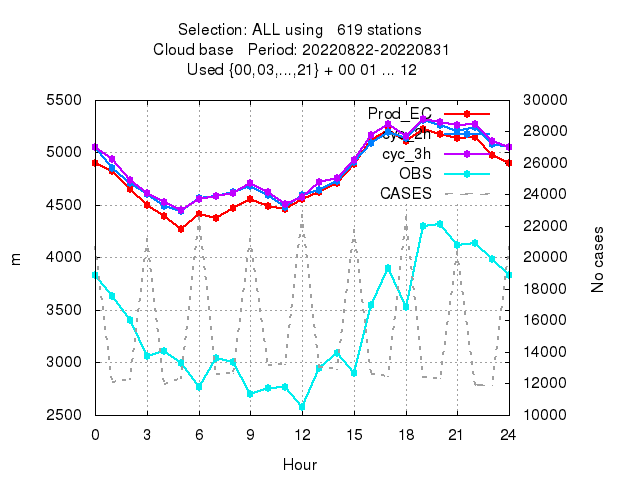 Selection: ALL using   619 stations
Cloud base   Period: 20220822-20220831
Used {00,03,...,21} + 00 01 ... 12
5500
5000
4500
4000
3500
3000
2500
m
30000
28000
26000
24000
22000
20000
18000
16000
14000
12000
10000
No cases
Prod_EC
cyc_2h
cyc_3h
OBS
CASES
0 3 6 9 12 15 18 21 24
Hour